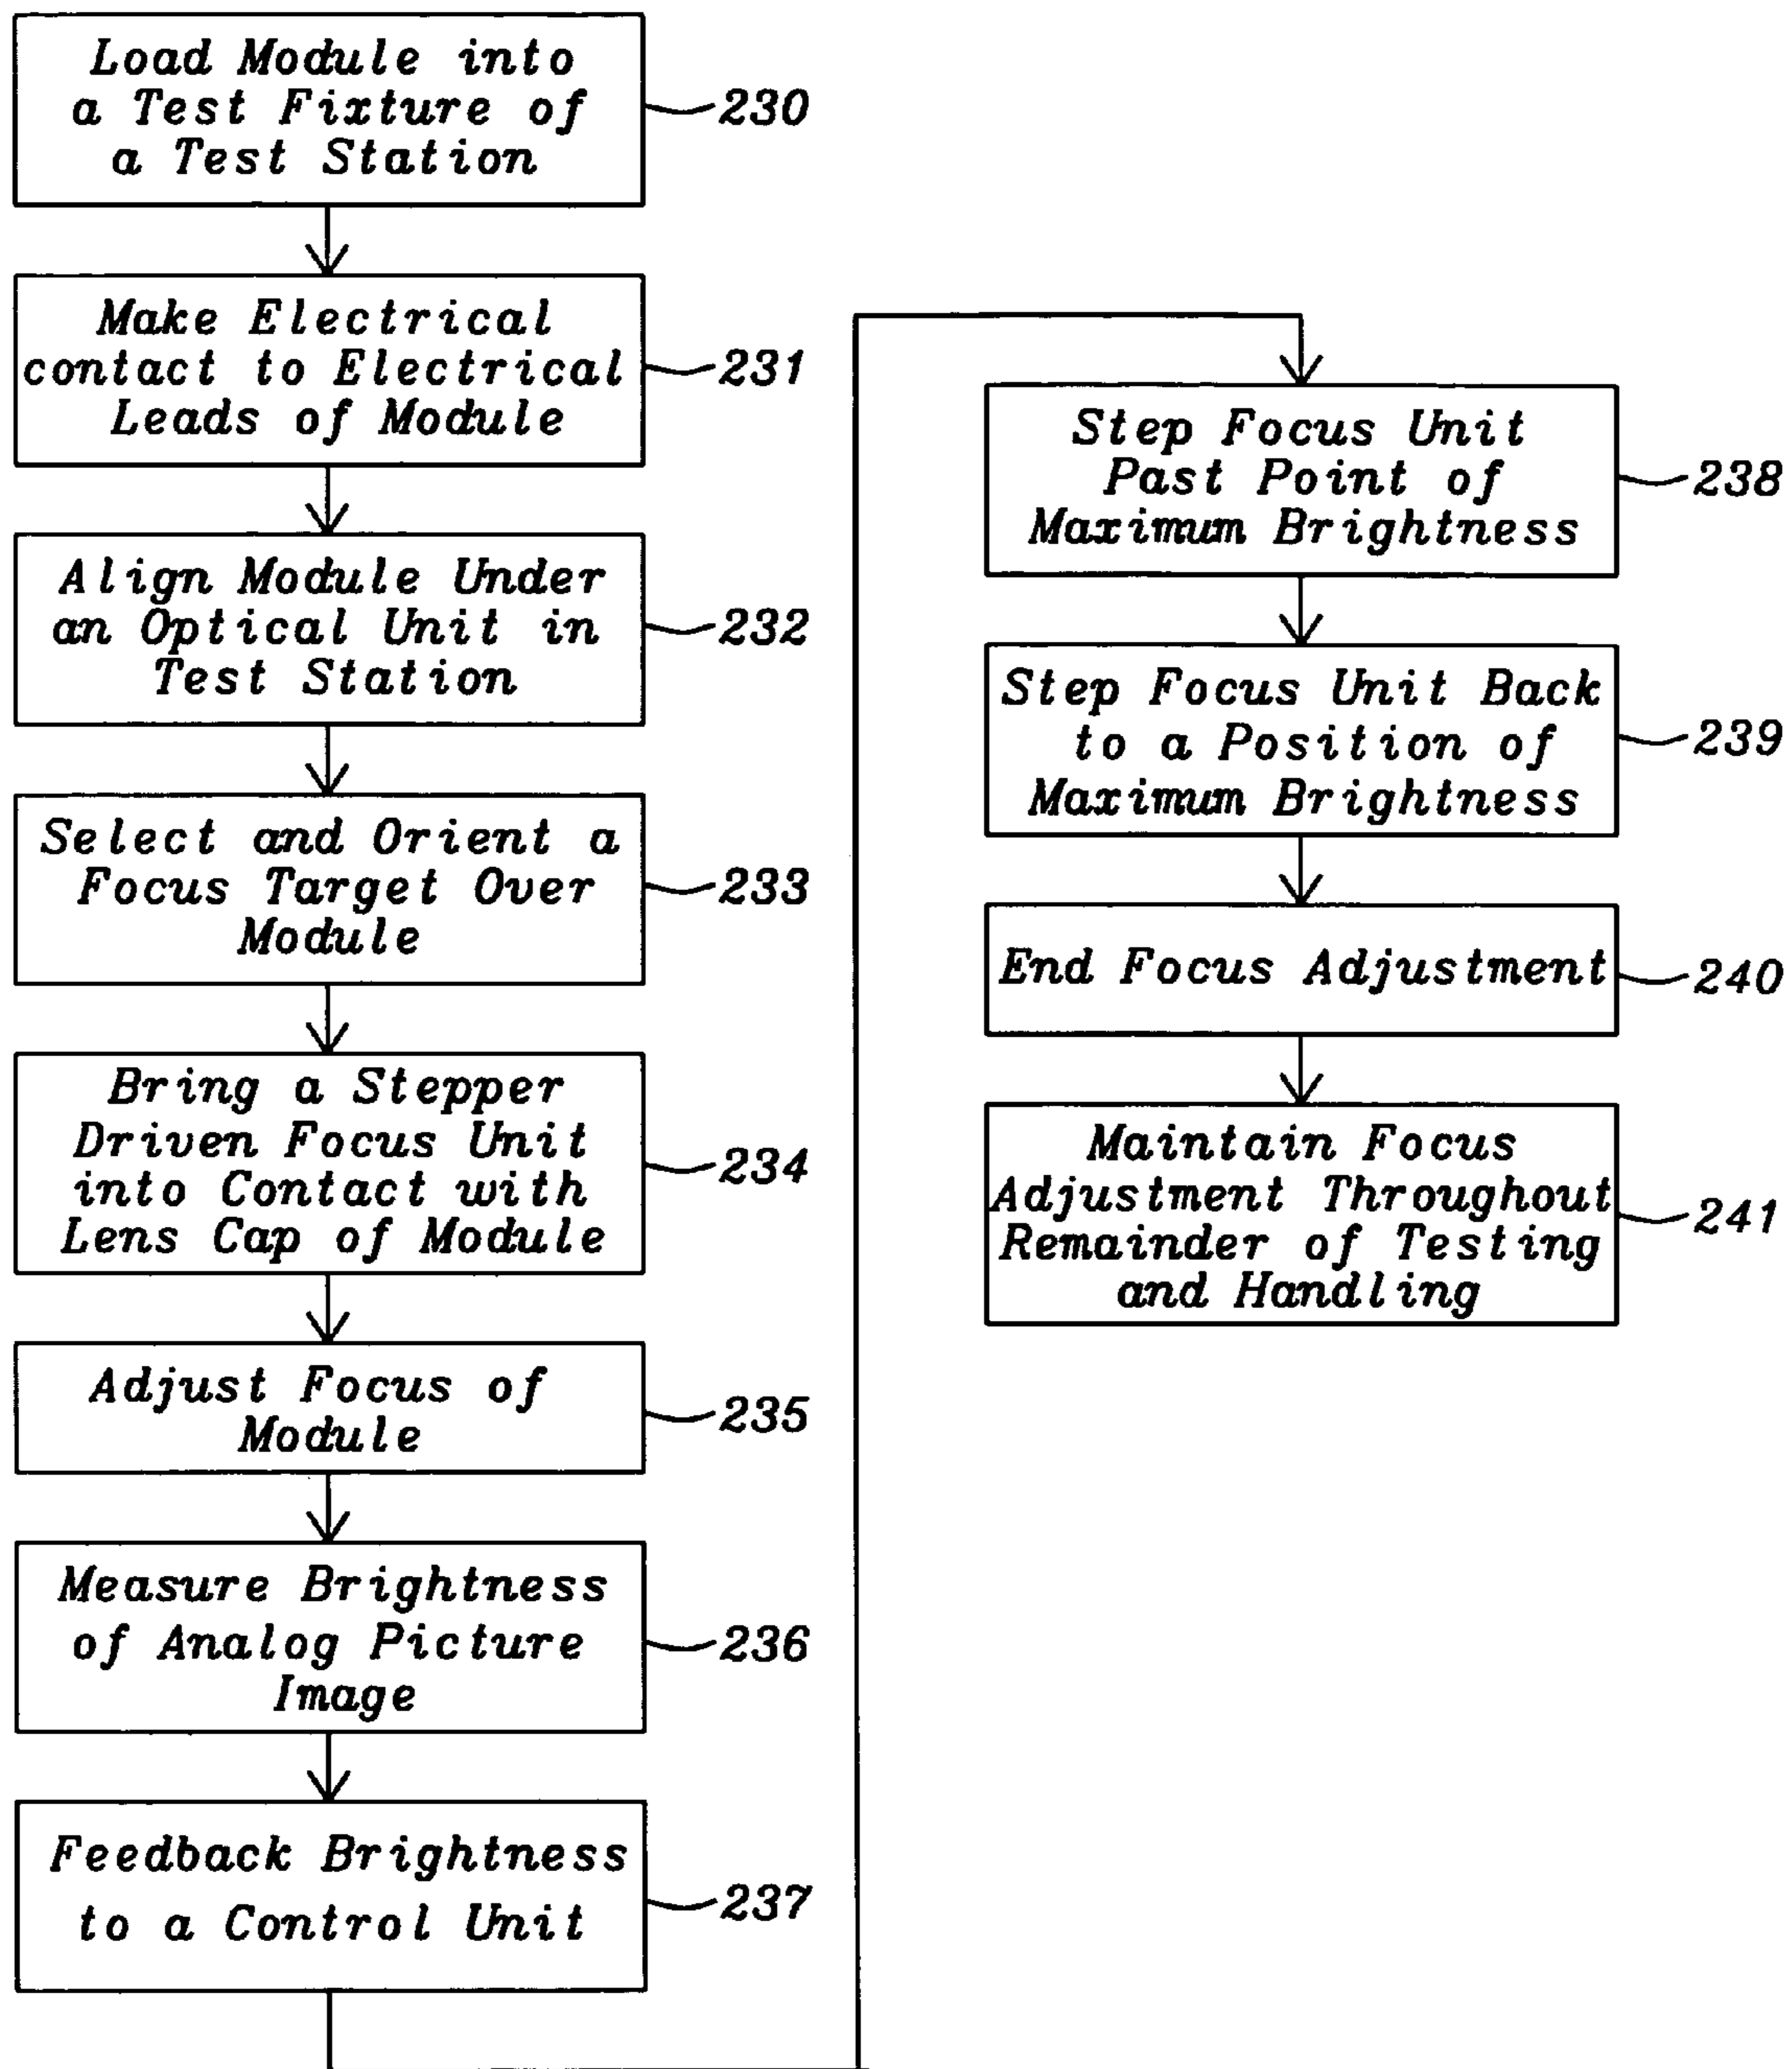 Load Module into
a Test Fixture of
a Test Station
230
Make Electrical
contact to Electrical
Leads of Module
231
Align Module Under
an Optical Unit in
Test Station
232
Select and Orient a
Focus Target Over
Module
233
Bring a Stepper
Driven Focus Unit
into Contact with
Lens Cap of Module
234
Adjust Focus of
Module
235
Measure Brightness
of Analog Picture
Image
236
Feedback Brightness
to a Control Unit
237
Step Focus Unit
Past Point of
Maximum Brightness
238
Step Focus Unit Back
to a Position of
Maximum Brightness
239
End Focus Adjustment
240
Maintain Focus
Adjustment Throughout
Remainder of Testing
and Handling
241